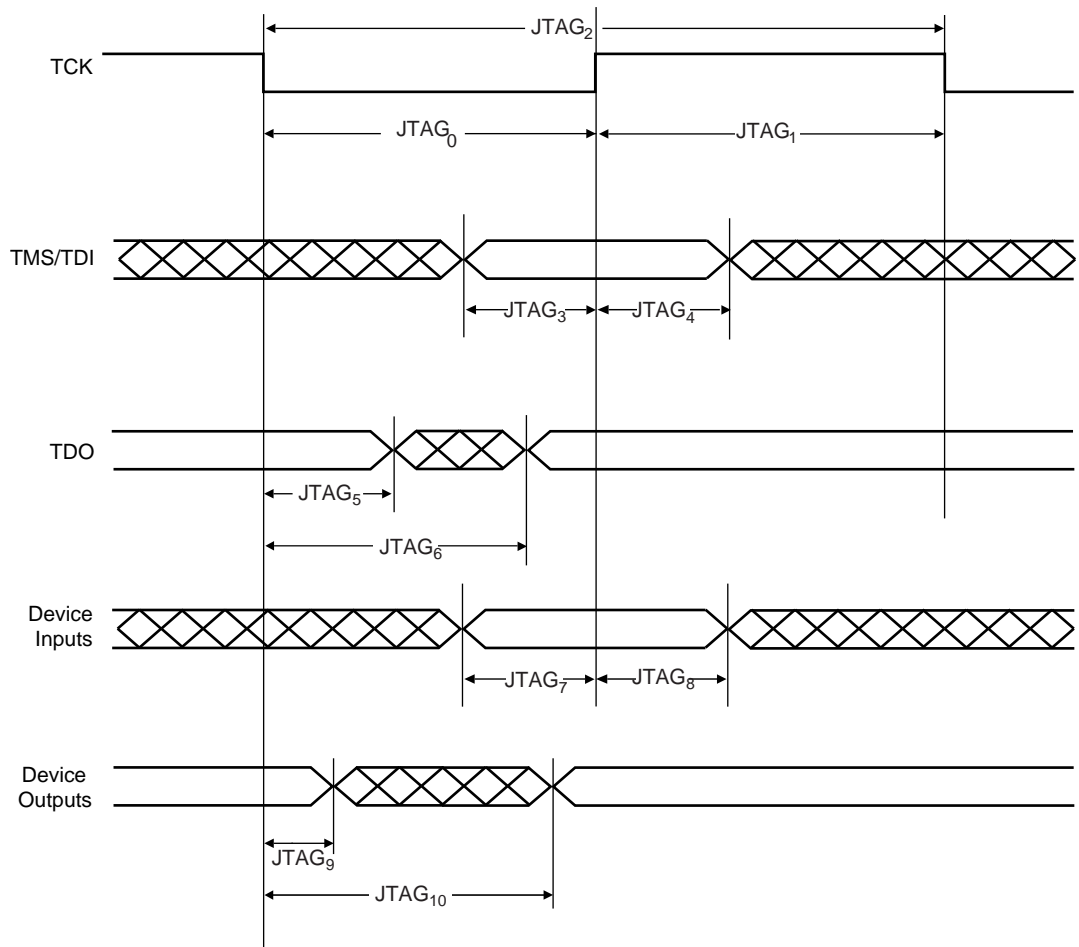 JTAG₂
TCK
JTAG₀
JTAG₁
TMS/TDI
JTAG₃
JTAG₄
TDO
JTAG₅
JTAG₆
Device
Inputs
JTAG₇
JTAG₈
Device
Outputs
JTAG₉
JTAG₁₀